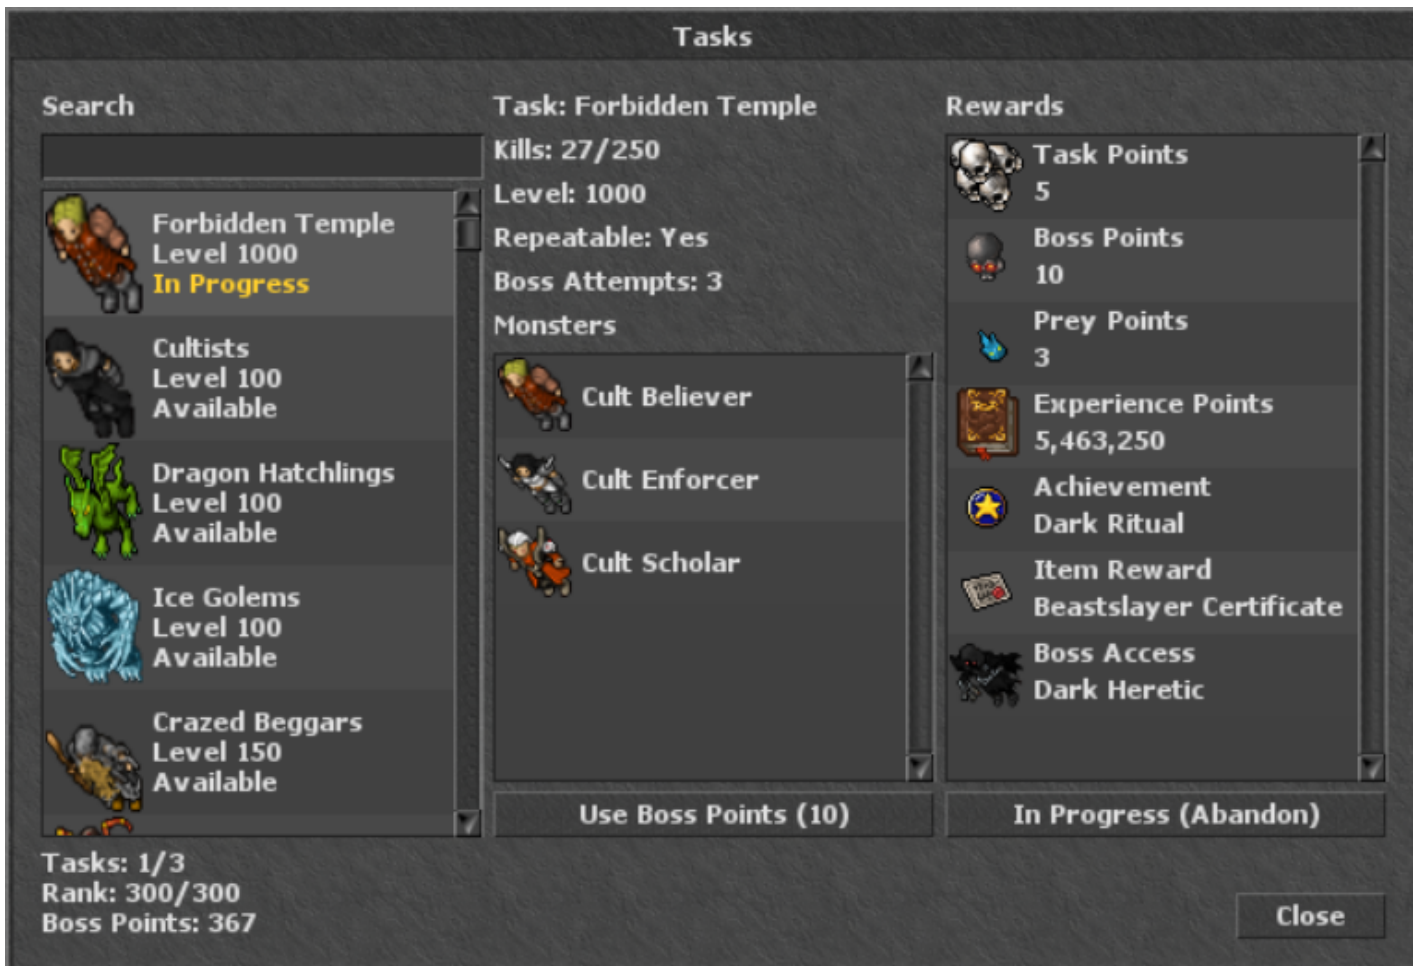 Tasks
Search
Forbidden Temple
Level 1000
In Progress
Cultists
Level 100
Available
Dragon Hatchlings
Level 100
Available
Ice Golems
Level 100
Available
Crazed Beggars
Level 150
Available
Tasks: 1/3
Rank: 300/300
Boss Points: 367
Task: Forbidden Temple
Kills: 27/250
Level: 1000
Repeatable: Yes
Boss Attempts: 3
Monsters
Cult Believer
Cult Enforcer
Cult Scholar
Use Boss Points (10)
Rewards
Task Points
5
Boss Points
10
Prey Points
3
Experience Points
5,463,250
Achievement
Dark Ritual
Item Reward
Beastslayer Certificate
Boss Access
Dark Heretic
In Progress (Abandon)
Close